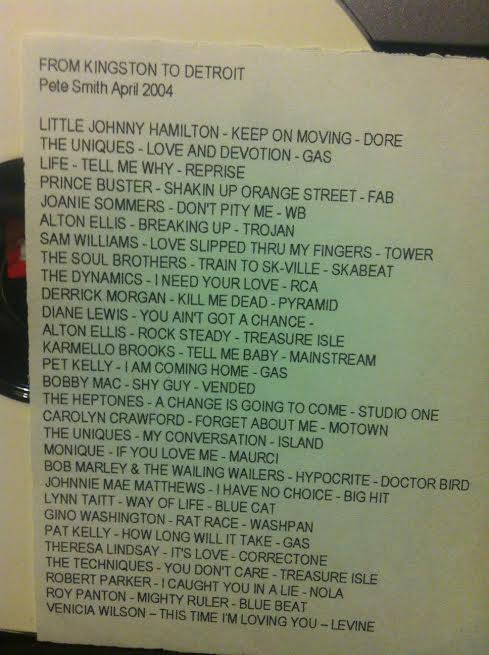 FROM KINGSTON TO DETROIT
Pete Smith April 2004
LITTLE JOHNNY HAMILTON - KEEP ON MOVING - DORE
THE UNIQUES - LOVE AND DEVOTION - GAS
LIFE - TELL ME WHY - REPRISE
PRINCE BUSTER - SHAKIN UP ORANGE STREET - FAB
JOANIE SOMMERS - DON'T PITY ME - WB
ALTON ELLIS - BREAKING UP - TROJAN
SAM WILLIAMS - LOVE SLIPPED THRU MY FINGERS - TOWER
THE SOUL BROTHERS - TRAIN TO SK-VILLE - SKABEAT
THE DYNAMICS - I NEED YOUR LOVE - RCA
DERRICK MORGAN - KILL ME DEAD - PYRAMID
DIANE LEWIS - YOU AIN'T GOT A CHANCE -
ALTON ELLIS - ROCK STEADY - TREASURE ISLE
KARMELLO BROOKS - TELL ME BABY - MAINSTREAM
PET KELLY - I AM COMING HOME - GAS
BOBBY MAC - SHY GUY - VENDED
THE HEPTONES - A CHANGE IS GOING TO COME - STUDIO ONE
CAROLYN CRAWFORD - FORGET ABOUT ME - MOTOWN
THE UNIQUES - MY CONVERSATION - ISLAND
MONIQUE - IF YOU LOVE ME - MAURCI
BOB MARLEY & THE WAILING WAILERS - HYPOCRITE - DOCTOR BIRD
JOHNNIE MAE MATTHEWS - I HAVE NO CHOICE - BIG HIT
LYNN TAITT - WAY OF LIFE - BLUE CAT
GINO WASHINGTON - RAT RACE - WASHPAN
PAT KELLY - HOW LONG WILL IT TAKE - GAS
THERESA LINDSAY - IT'S LOVE - CORRECTONE
THE TECHNIQUES - YOU DON'T CARE - TREASURE ISLE
ROBERT PARKER - I CAUGHT YOU IN A LIE - NOLA
ROY PANTON - MIGHTY RULER - BLUE BEAT
VENICIA WILSON – THIS TIME I'M LOVING YOU – LEVINE